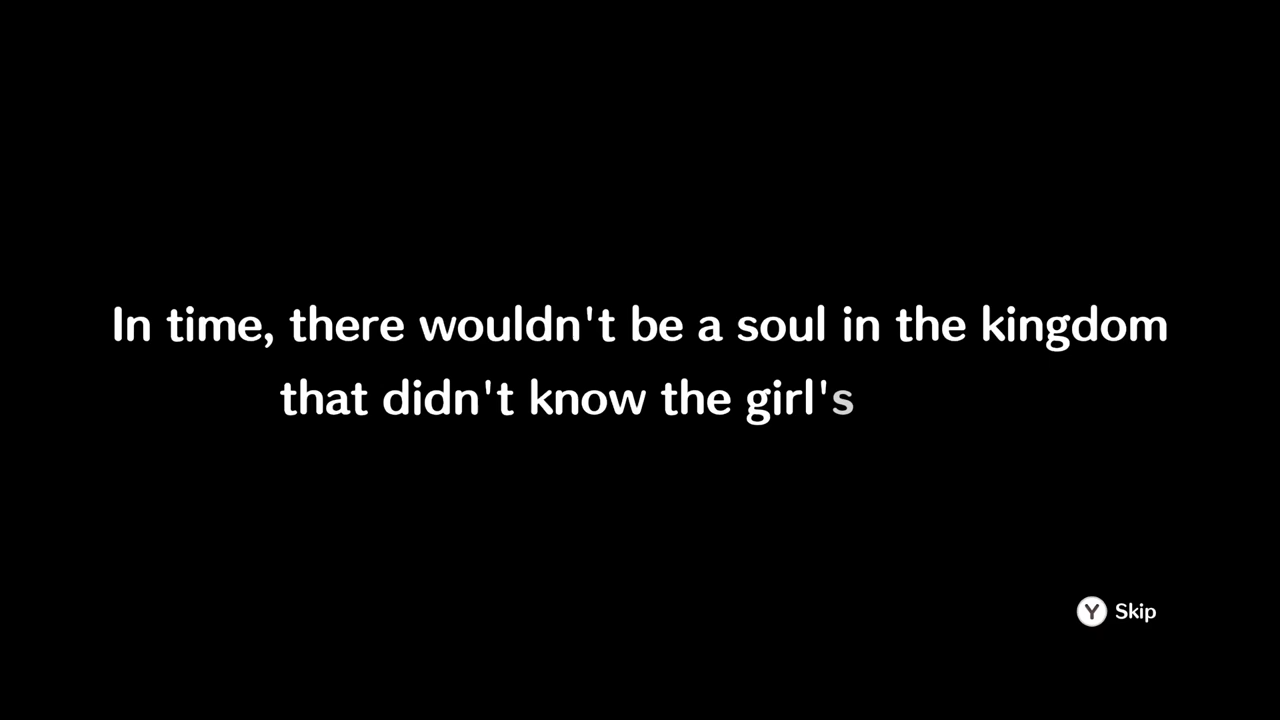 In time, there wouldn't be a soul in the kingdom
that didn't know the girl's
Y Skip